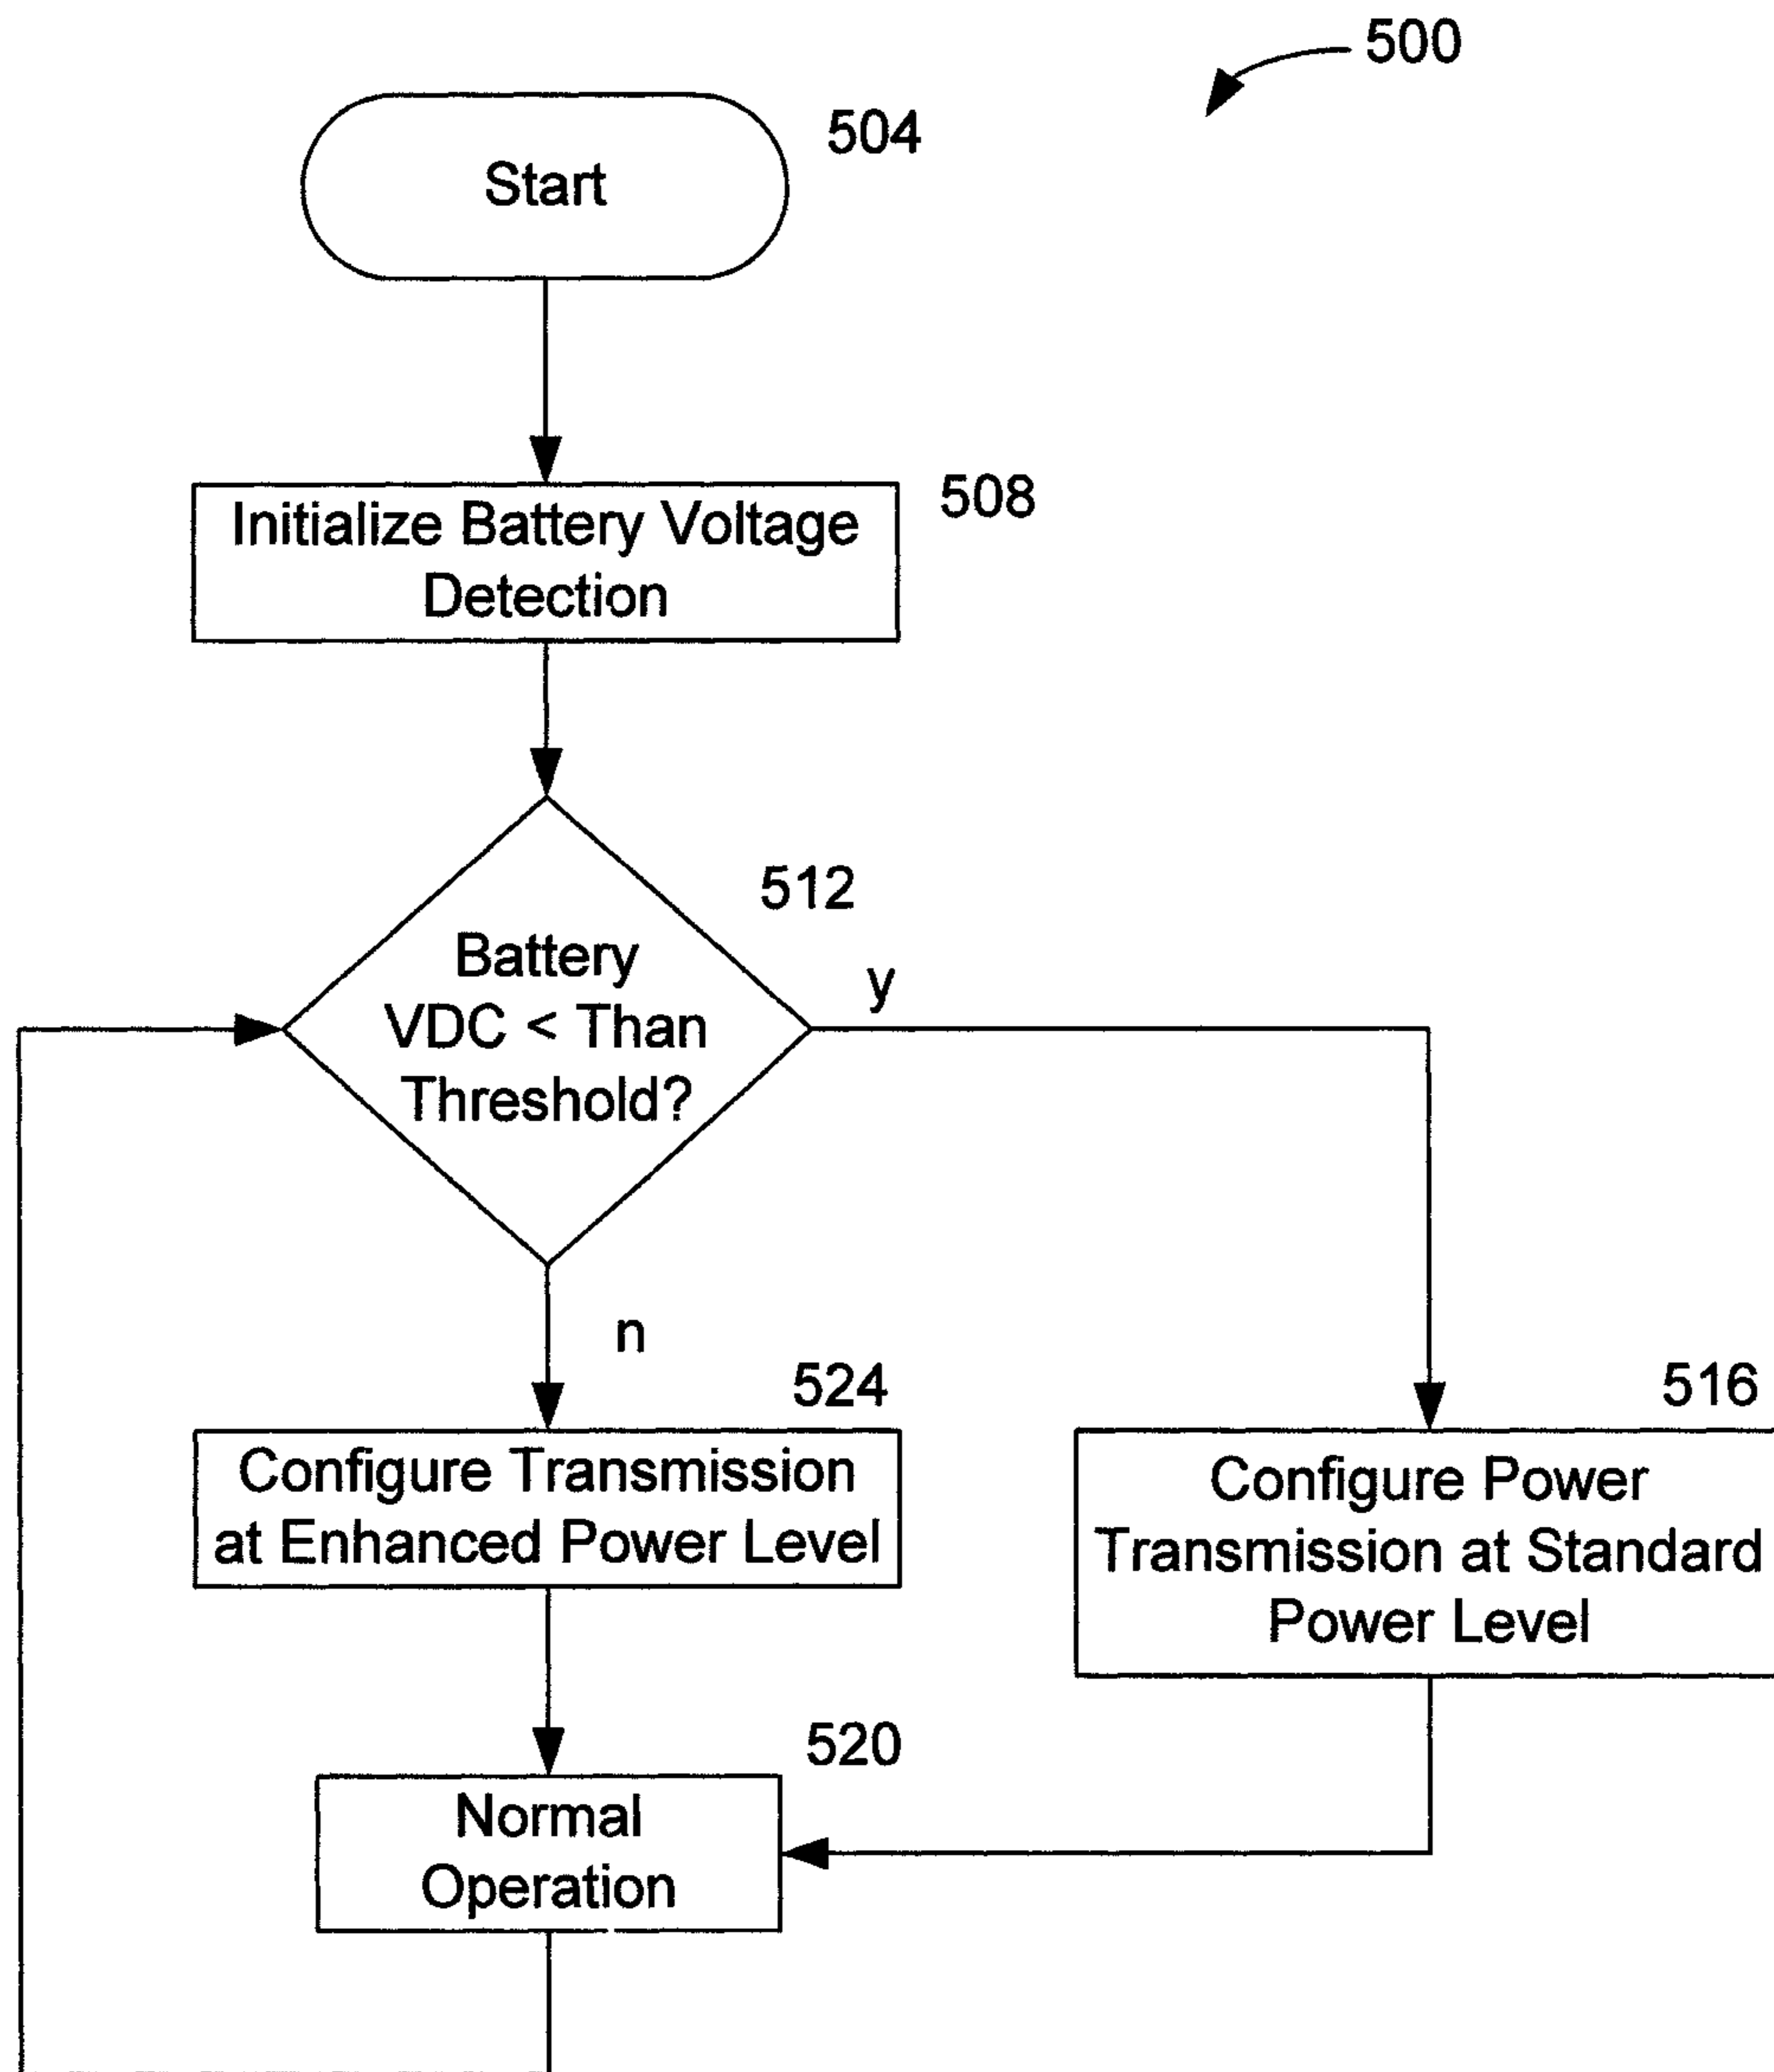 500
504
Start
508
Initialize Battery Voltage
Detection
512
Battery
VDC < Than
Threshold?
y
n
524
Configure Transmission
at Enhanced Power Level
516
Configure Power
Transmission at Standard
Power Level
520
Normal
Operation